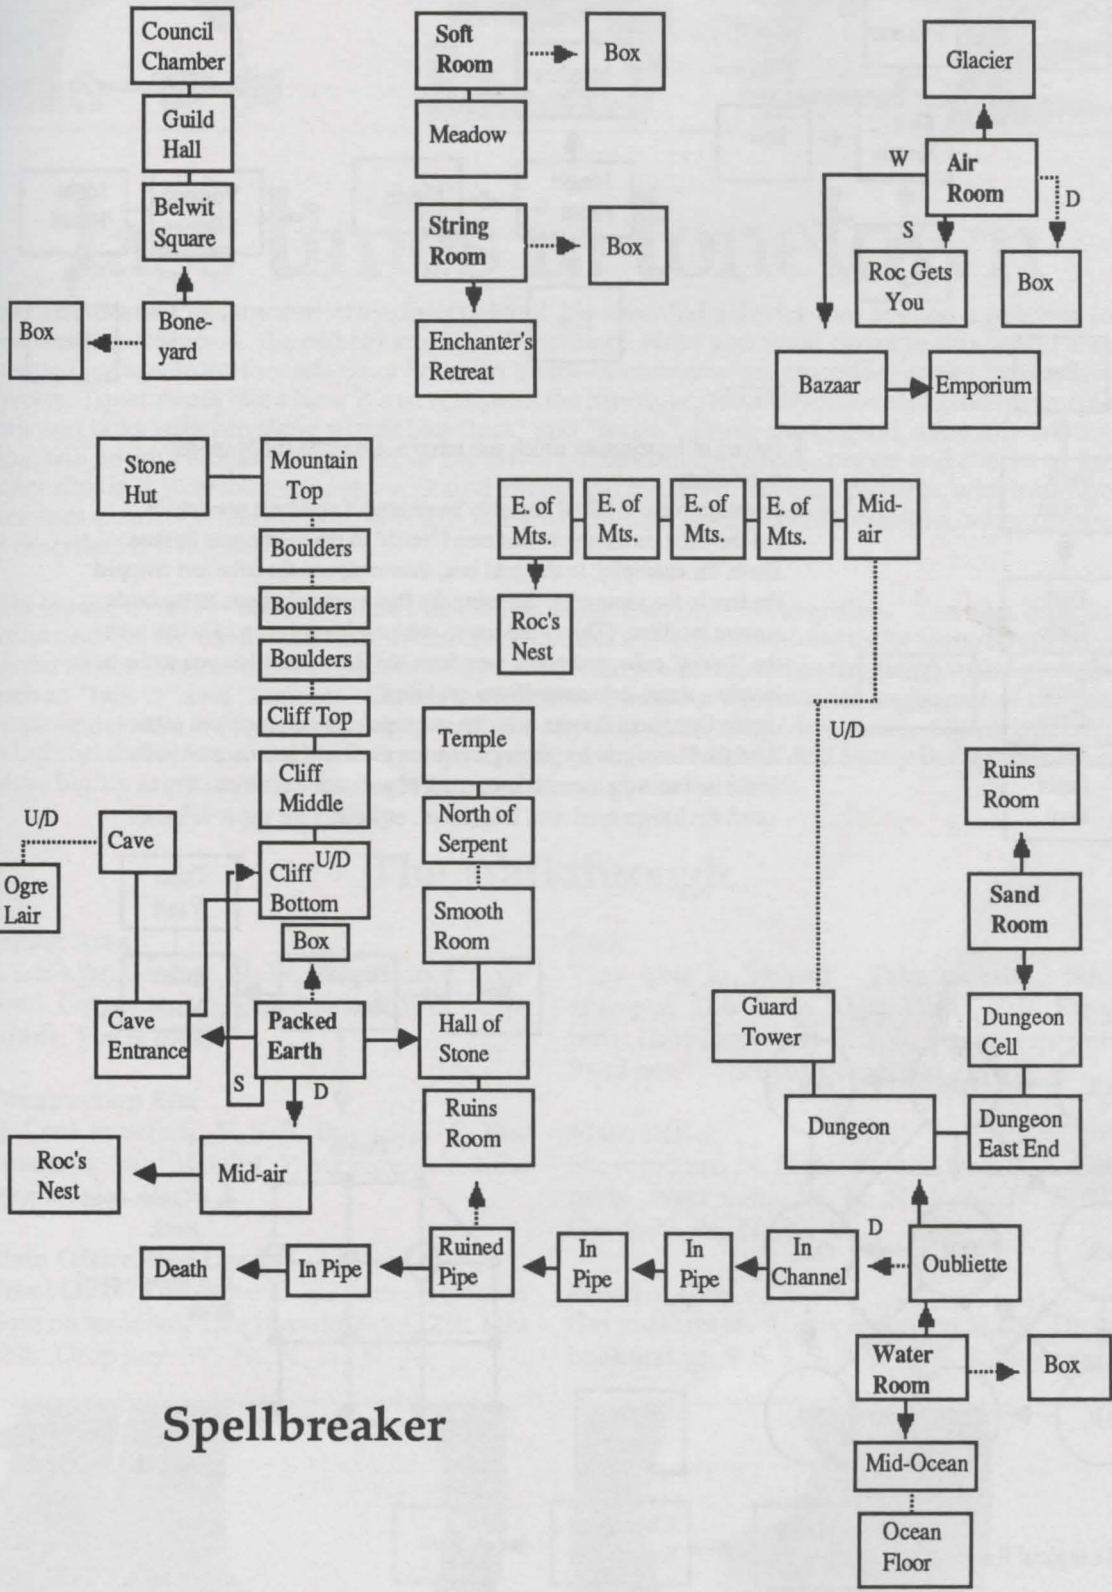 Council
Chamber
Guild
Hall
Belwit
Square
Box
Bone-
yard
Soft
Room
Box
Meadow
String
Room
Box
Enchanter's
Retreat
Glacier
W
Air
Room
D
S
Roc Gets
You
Box
Bazaar
Emporium
Stone
Hut
Mountain
Top
Boulders
Boulders
Boulders
Cliff Top
Cliff
Middle
U/D
Cliff
Bottom
U/D
Cave
Ogre
Lair
Box
Cave
Entrance
Packed
Earth
S
D
Roc's
Nest
Mid-air
E. of
Mts.
E. of
Mts.
E. of
Mts.
E. of
Mts.
Mid-
air
Roc's
Nest
U/D
Temple
North of
Serpent
Smooth
Room
Hall of
Stone
Ruins
Room
Ruins
Room
Sand
Room
Dungeon
Cell
Guard
Tower
Dungeon
Dungeon
East End
Death
In Pipe
Ruined
Pipe
In
Pipe
In
Pipe
In
Channel
D
Oubliette
Water
Room
Box
Mid-Ocean
Ocean
Floor
Spellbreaker